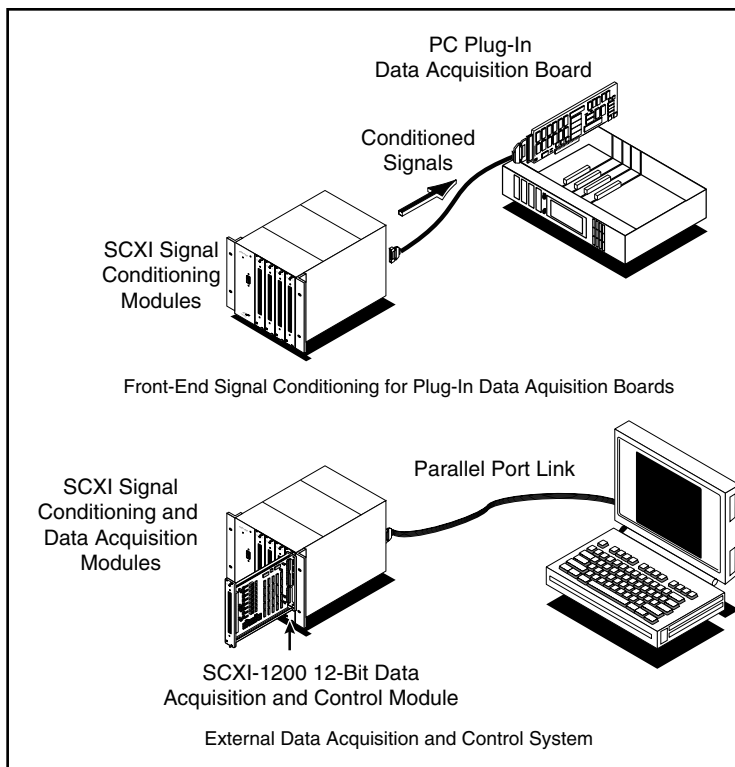 PC Plug-In
Data Acquisition Board
Conditioned
Signals
SCXI Signal
Conditioning
Modules
Front-End Signal Conditioning for Plug-In Data Aquisition Boards
SCXI Signal
Conditioning and
Data Acquisition
Modules
Parallel Port Link
SCXI-1200 12-Bit Data
Acquisition and Control Module
External Data Acquisition and Control System